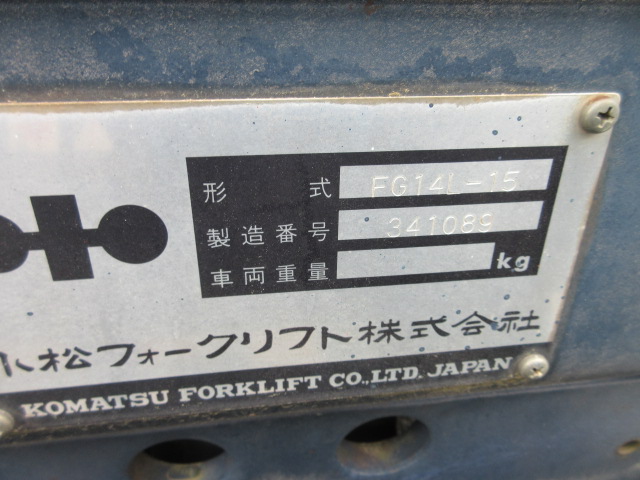 形式 FG14L-15
製造番号 341089
車両重量 kg
小松フォークリフト株式会社
KOMATSU FORKLIFT CO.,LTD. JAPAN